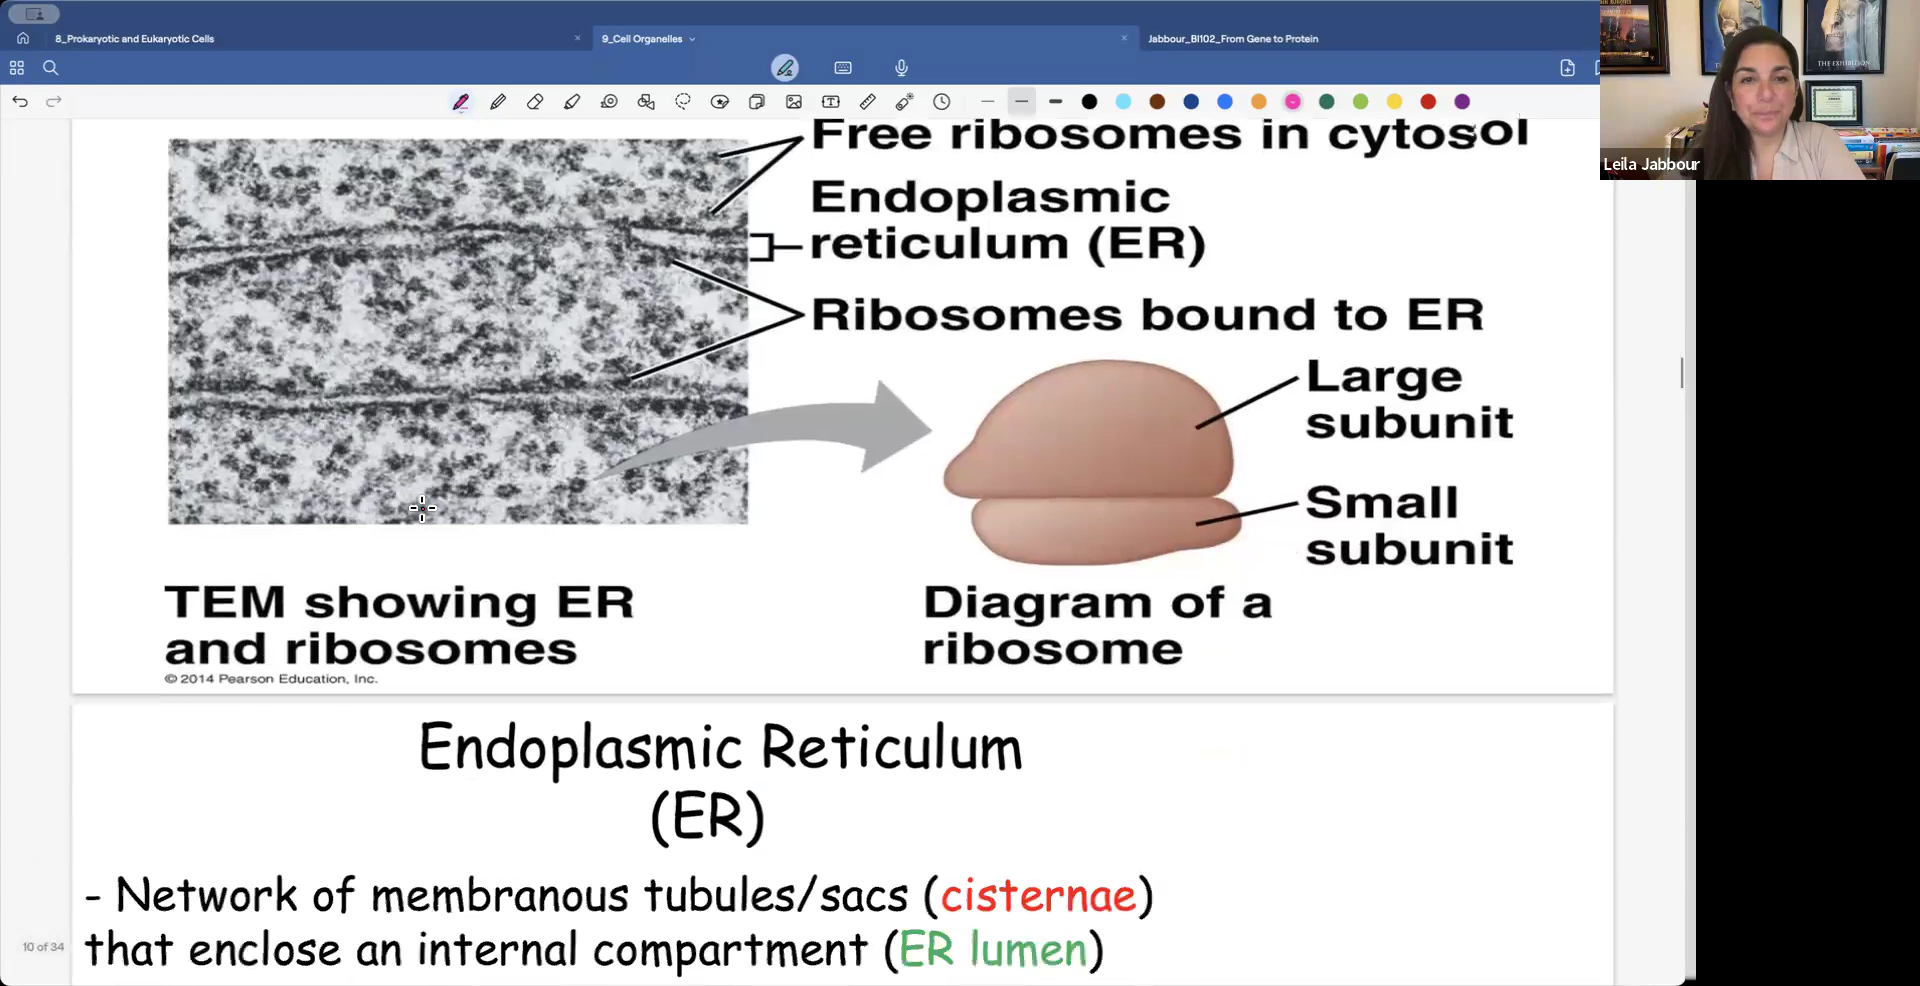 8_Prokaryotic and Eukaryotic Cells
9_Cell Organelles
Jabbour_BI102_From Gene to Protein
THE EXHIBITION
Leila Jabbour
Free ribosomes in cytosol
Endoplasmic
reticulum (ER)
Ribosomes bound to ER
Large
subunit
Small
subunit
TEM showing ER
and ribosomes
Diagram of a
ribosome
© 2014 Pearson Education, Inc.
Endoplasmic Reticulum
(ER)
- Network of membranous tubules/sacs (cisternae)
that enclose an internal compartment (ER lumen)
10 of 34